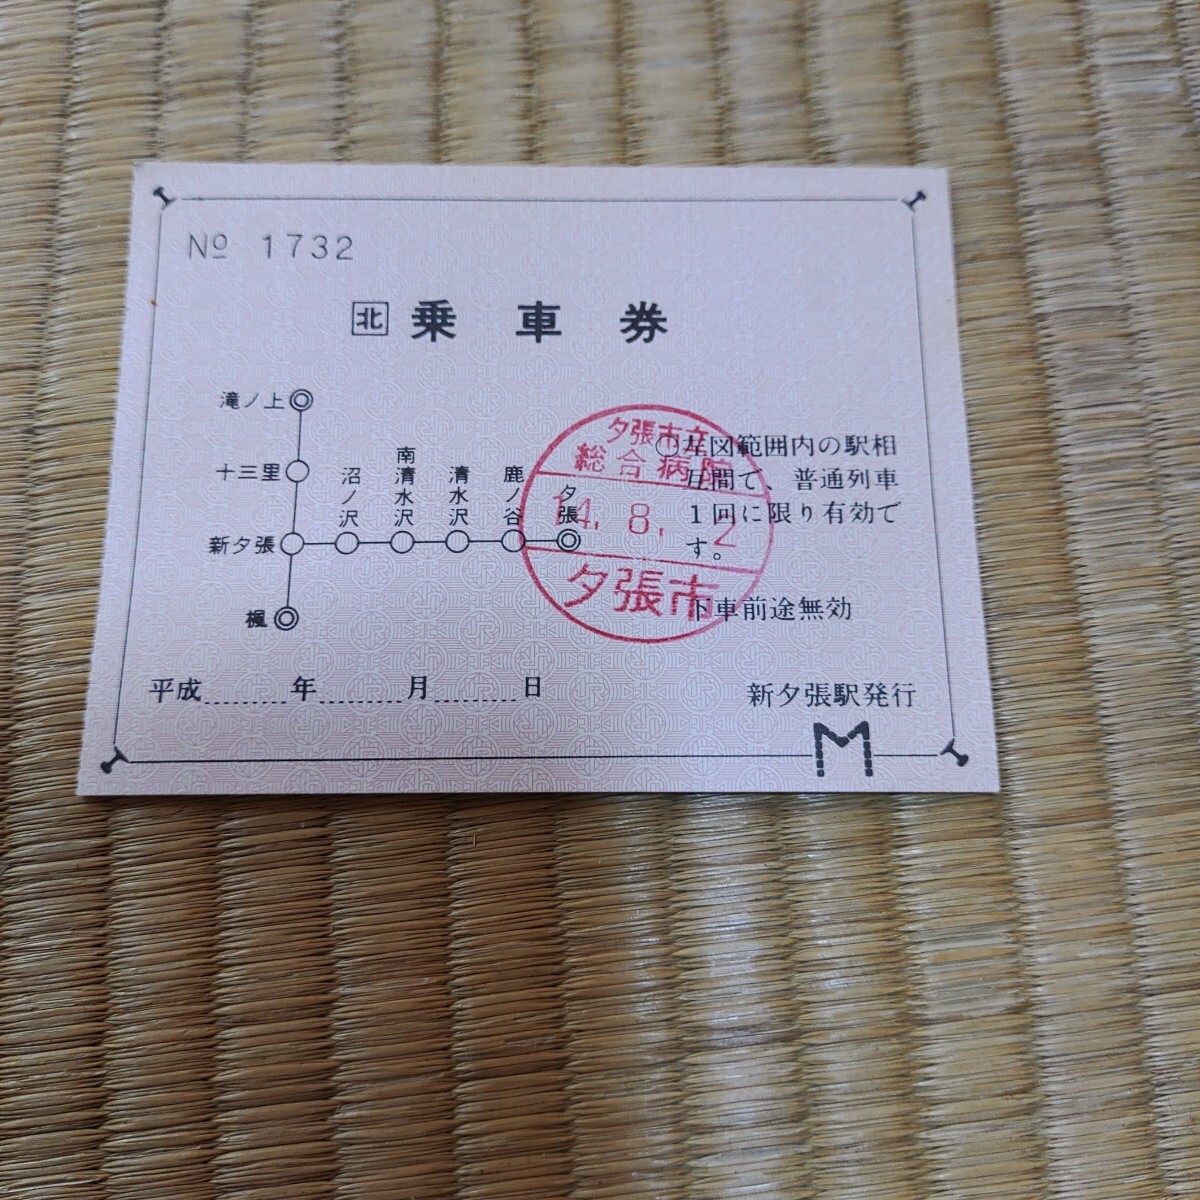 No 1732
北 乗車券
滝ノ上
十三里
新夕張
楓
沼ノ沢
南清水沢
清水沢
鹿ノ谷
夕張
○左図範囲内の駅相
互間で、普通列車
1回に限り有効で
す。
下車前途無効
夕張市立
総合病院
14. 8. 2
夕張市
平成 年 月 日
新夕張駅発行
M